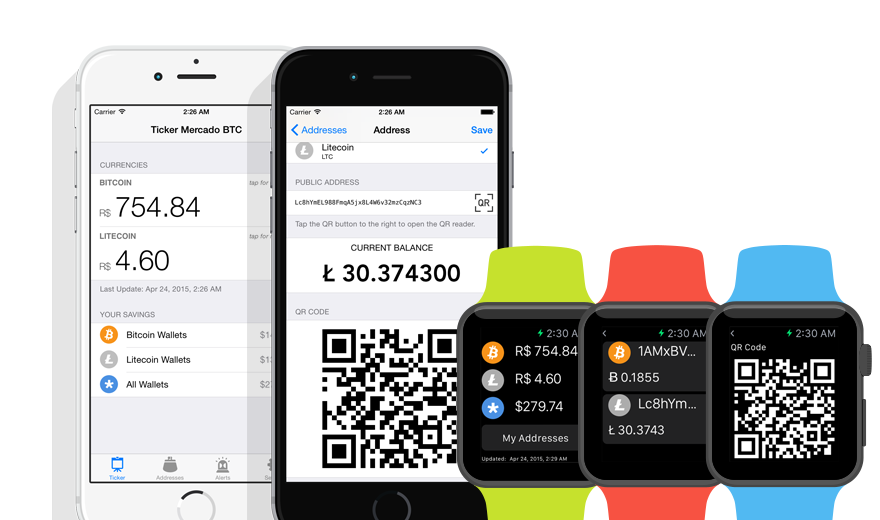 Carrier 2:26 AM
Ticker Mercado BTC
CURRENCIES
BITCOIN tap for
R$ 754.84
LITECOIN tap for
R$ 4.60
Last Update: Apr 24, 2015, 2:26 AM
YOUR SAVINGS
Bitcoin Wallets
Litecoin Wallets
All Wallets
Ticker Addresses Alerts
Carrier 2:26 AM
Addresses Address Save
Litecoin
LTC
PUBLIC ADDRESS
Lc8hYmEL988FmqA5jx8L4W6v32mzCqzNC3 QR
Tap the QR button to the right to open the QR reader.
CURRENT BALANCE
Ł 30.374300
QR CODE
2:30 A
R$ 754.84
R$ 4.60
$279.74
My Addresses
Updated: Apr 24, 2015, 2:29 AM
2:30 AM
1AMxBV...
Ƀ 0.1855
Lc8hYm...
Ł 30.3743
2:30 AM
QR Code